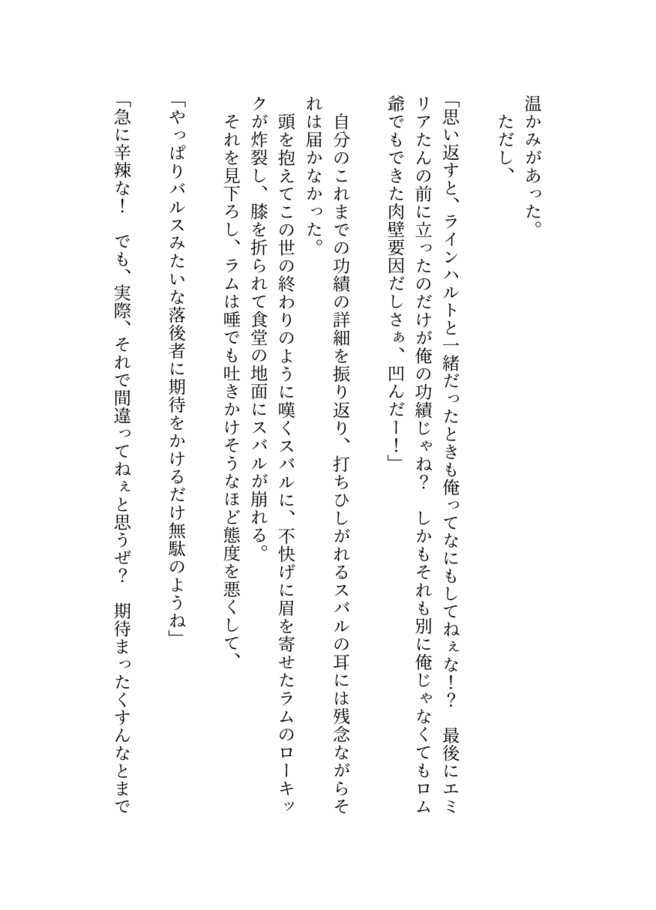 温かみがあった。
ただし、
「思い返すと、ラインハルトと一緒だったときも俺ってなにもしてねぇな！？　最後にエミ
リアたんの前に立ったのだけが俺の功績じゃね？　しかもそれも別に俺じゃなくてもロム
爺でもできた肉壁要因だしさぁ、凹んだー！」
自分のこれまでの功績の詳細を振り返り、打ちひしがれるスバルの耳には残念ながらそ
れは届かなかった。
頭を抱えてこの世の終わりのように嘆くスバルに、不快げに眉を寄せたラムのローキッ
クが炸裂し、膝を折られて食堂の地面にスバルが崩れる。
それを見下ろし、ラムは唾でも吐きかけそうなほど態度を悪くして、
「やっぱりバルスみたいな落後者に期待をかけるだけ無駄のようね」
「急に辛辣な！　でも、実際、それで間違ってねぇと思うぜ？　期待まったくすんなとまで